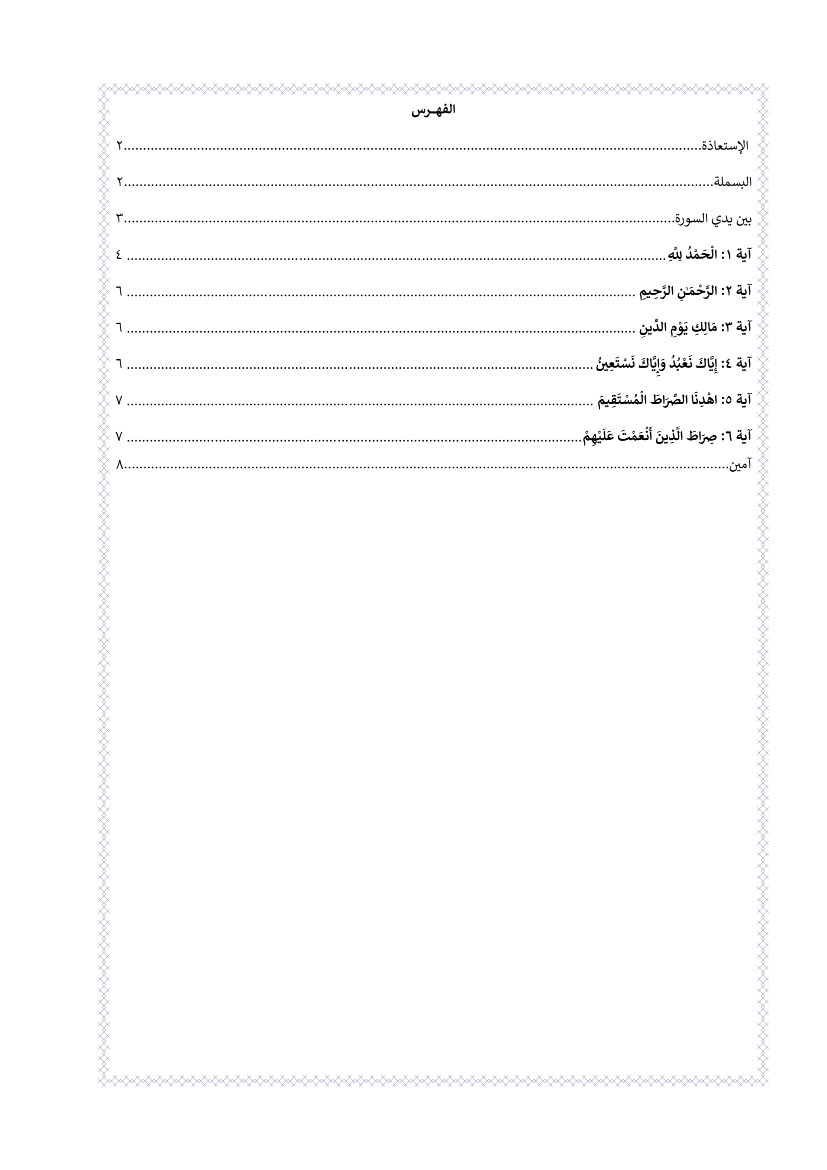 الفهـرس
الإستعاذة..........................................................................................................................................................٢
البسملة..............................................................................................................................................................٢
بين يدي السورة..................................................................................................................................................٣
آية ١: الْحَمْدُ لِلَّهِ ................................................................................................................................................ ٤
آية ٢: الرَّحْمَـٰنِ الرَّحِيمِ ........................................................................................................................................ ٦
آية ٣: مَالِكِ يَوْمِ الدِّينِ ........................................................................................................................................ ٦
آية ٤: إِيَّاكَ نَعْبُدُ وَإِيَّاكَ نَسْتَعِينُ ............................................................................................................................ ٦
آية ٥: اهْدِنَا الصِّرَاطَ الْمُسْتَقِيمَ ............................................................................................................................ ٧
آية ٦: صِرَاطَ الَّذِينَ أَنْعَمْتَ عَلَيْهِمْ ........................................................................................................................ ٧
آمين..................................................................................................................................................................٨